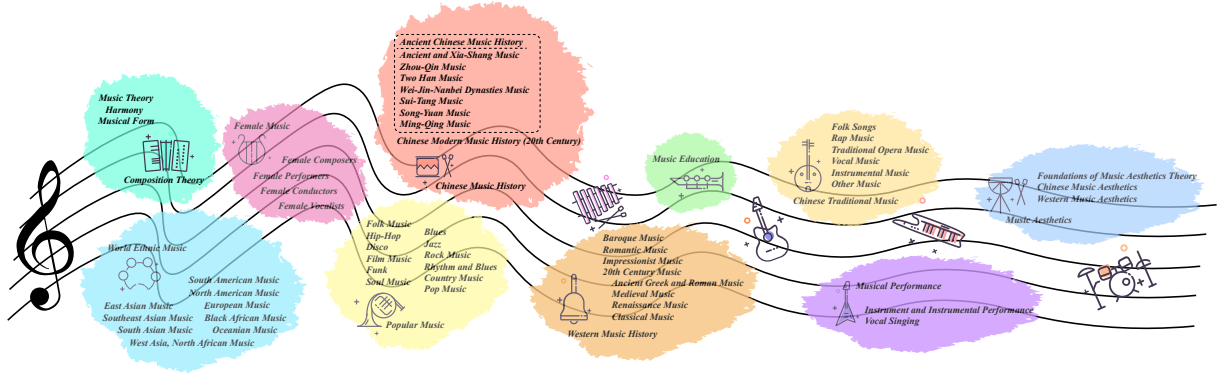 Music Theory
Harmony
Musical Form
Composition Theory
World Ethnic Music
South American Music
North American Music
East Asian Music
European Music
Southeast Asian Music
Black African Music
South Asian Music
Oceanian Music
West Asia, North African Music
Female Music
Female Composers
Female Performers
Female Conductors
Female Vocalists
Ancient Chinese Music History
Ancient and Xia-Shang Music
Zhou-Qin Music
Two Han Music
Wei-Jin-Nanbei Dynasties Music
Sui-Tang Music
Song-Yuan Music
Ming-Qing Music
Chinese Modern Music History (20th Century)
Chinese Music History
Folk Music
Hip-Hop
Disco
Film Music
Funk
Soul Music
Blues
Jazz
Rock Music
Rhythm and Blues
Country Music
Pop Music
Popular Music
Baroque Music
Romantic Music
Impressionist Music
20th Century Music
Ancient Greek and Roman Music
Medieval Music
Renaissance Music
Classical Music
Western Music History
Music Education
Folk Songs
Rap Music
Traditional Opera Music
Vocal Music
Instrumental Music
Other Music
Chinese Traditional Music
Musical Performance
Instrument and Instrumental Performance
Vocal Singing
Foundations of Music Aesthetics Theory
Chinese Music Aesthetics
Western Music Aesthetics
Music Aesthetics